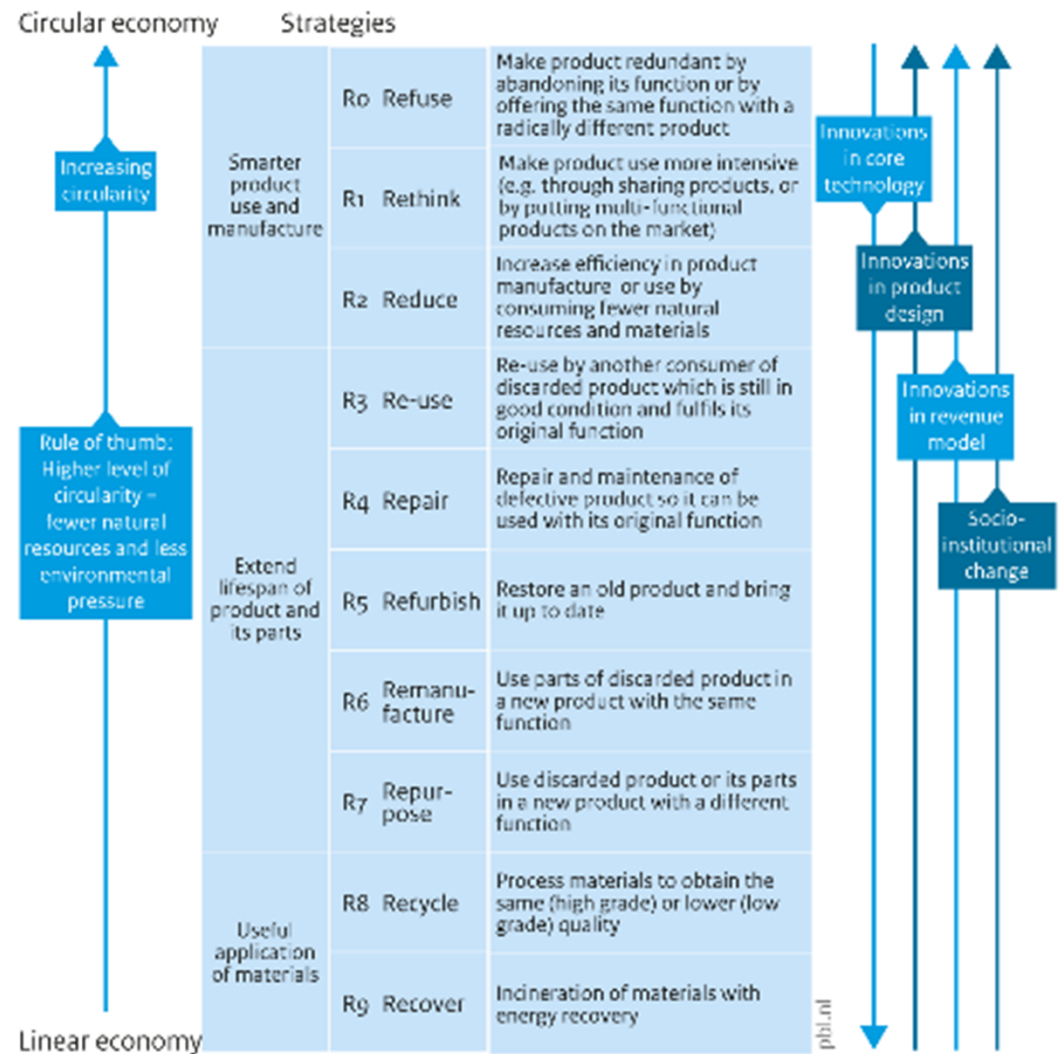 Circular economy
Strategies
Increasing
circularity
Rule of thumb:
Higher level of
circularity =
fewer natural
resources and less
environmental
pressure
Linear economy
Smarter
product
use and
manufacture
R0 Refuse
Make product redundant by
abandoning its function or by
offering the same function with a
radically different product
R1 Rethink
Make product use more intensive
(e.g. through sharing products, or
by putting multi-functional
products on the market)
R2 Reduce
Increase efficiency in product
manufacture or use by
consuming fewer natural
resources and materials
Extend
lifespan of
product and
its parts
R3 Re-use
Re-use by another consumer of
discarded product which is still in
good condition and fulfils its
original function
R4 Repair
Repair and maintenance of
defective product so it can be
used with its original function
R5 Refurbish
Restore an old product and bring
it up to date
R6 Remanu-
facture
Use parts of discarded product in
a new product with the same
function
R7 Repur-
pose
Use discarded product or its parts
in a new product with a different
function
Useful
application
of materials
R8 Recycle
Process materials to obtain the
same (high grade) or lower (low
grade) quality
R9 Recover
Incineration of materials with
energy recovery
Innovations
in core
technology
Innovations
in product
design
Innovations
in revenue
model
Socio-
institutional
change
pbl.nl